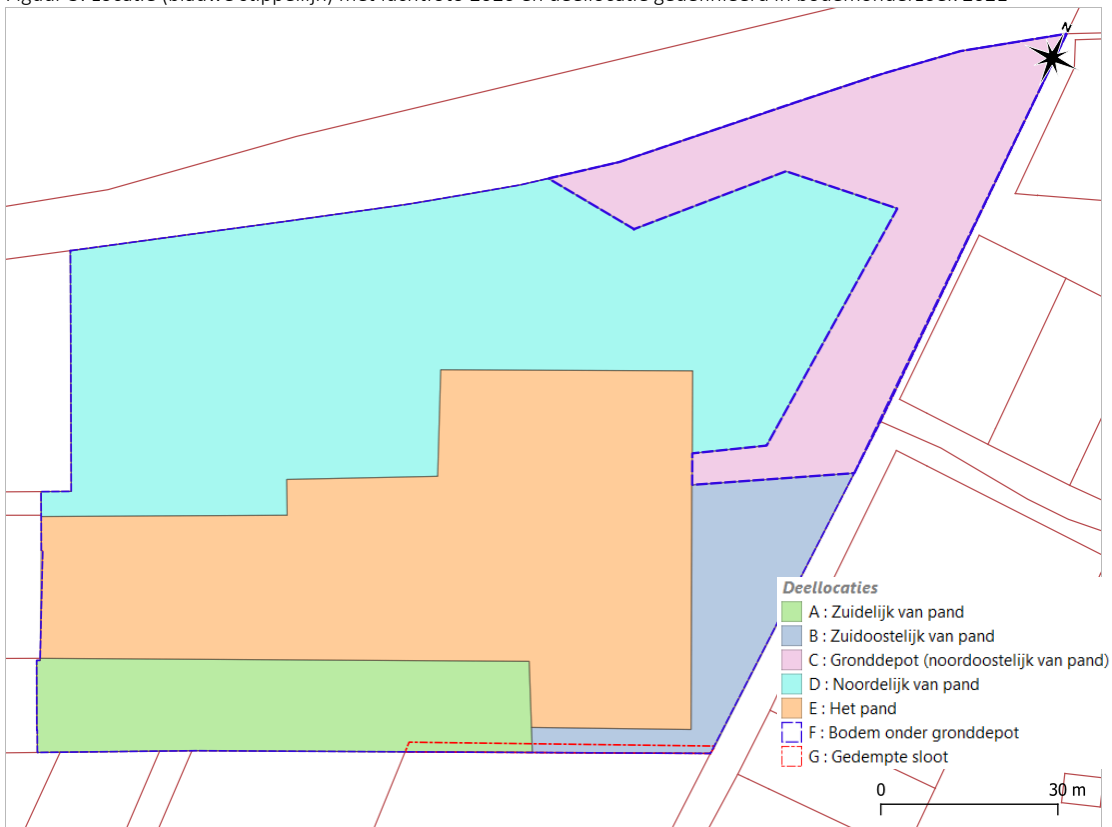 N
Deellocaties
A : Zuidelijk van pand
B : Zuidoostelijk van pand
C : Gronddepot (noordoostelijk van pand)
D : Noordelijk van pand
E : Het pand
F : Bodem onder gronddepot
G : Gedempte sloot
0 30 m